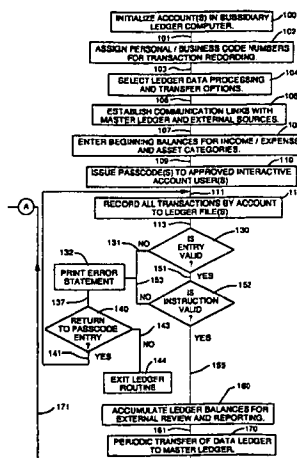 100
INITIALIZE ACCOUNT(S) IN SUBSIDIARY
LEDGER COMPUTER.
101
102
ASSIGN PERSONAL / BUSINESS CODE NUMBERS
FOR TRANSACTION RECORDING.
103
104
SELECT LEDGER DATA PROCESSING
AND TRANSFER OPTIONS.
105
106
ESTABLISH COMMUNICATION LINKS WITH
MASTER LEDGER AND EXTERNAL SOURCES.
107
ENTER BEGINNING BALANCES FOR INCOME / EXPENSE
AND ASSET CATEGORIES.
109
110
ISSUE PASSCODE(S) TO APPROVED INTERACTIVE
ACCOUNT USER(S)
111
RECORD ALL TRANSACTIONS BY ACCOUNT
TO LEDGER FILE(S)
A
113
130
IS
ENTRY
VALID
?
131
NO
132
PRINT ERROR
STATEMENT
151
YES
153
152
IS
INSTRUCTION
VALID
?
NO
137
140
RETURN
TO PASSCODE
ENTRY
?
143
NO
141
YES
YES
144
EXIT LEDGER
ROUTINE
155
160
ACCUMULATE LEDGER BALANCES FOR
EXTERNAL REVIEW AND REPORTING.
161
170
PERIODIC TRANSFER OF DATA LEDGER
TO MASTER LEDGER.
171